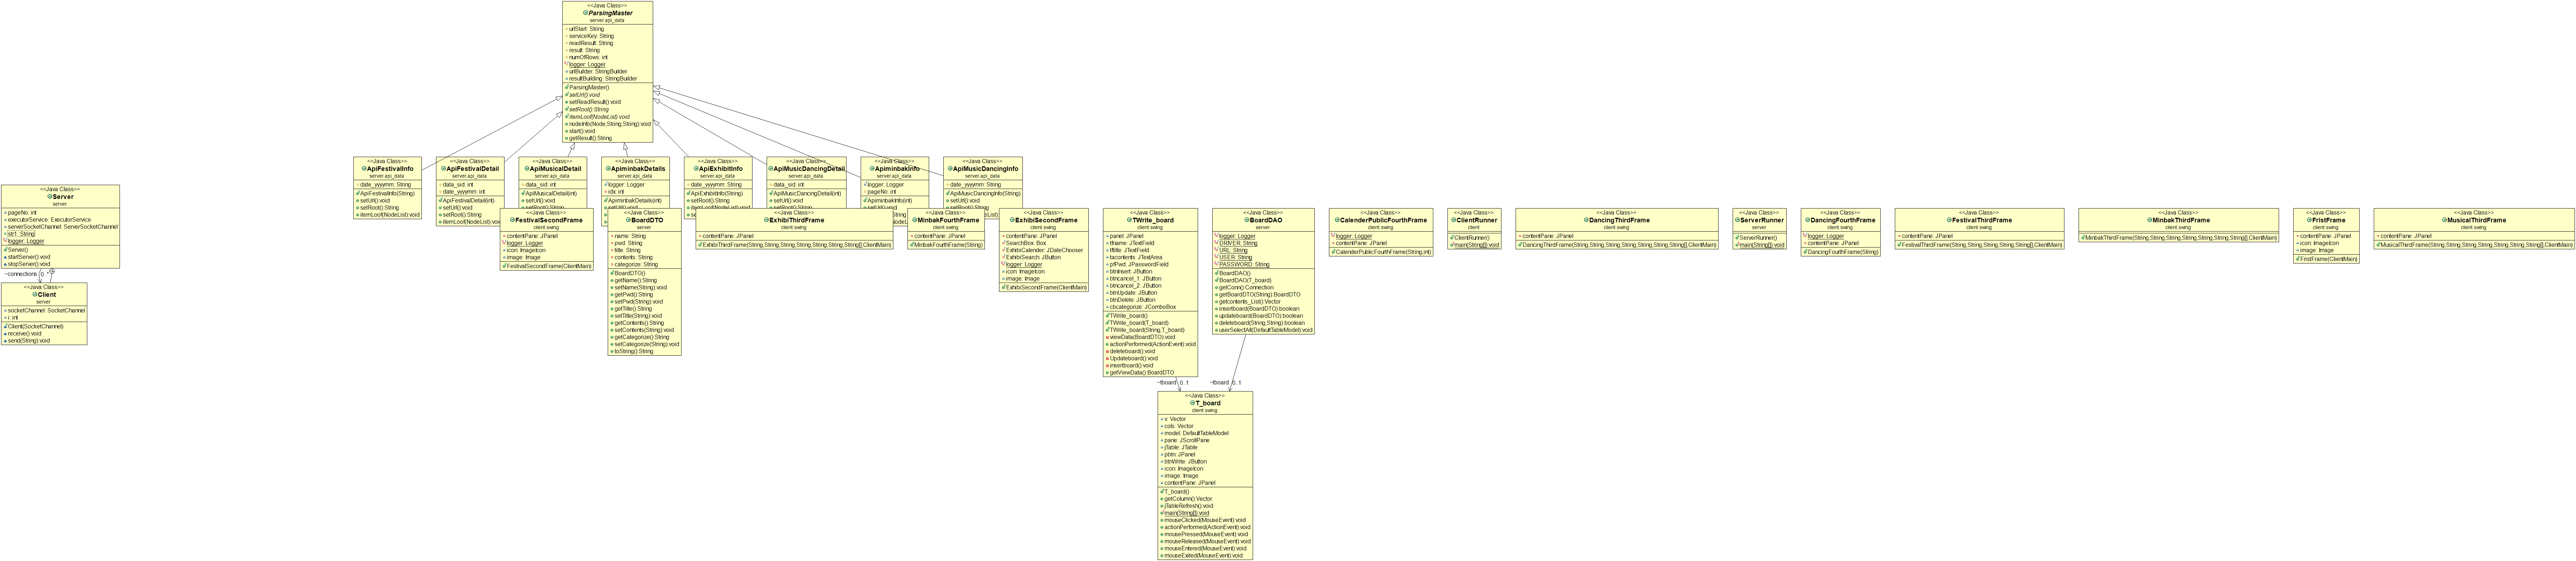 <<Java Class>>
ParsingMaster
server.api_data
urlStart: String
serviceKey: String
readResult: String
result: String
numOfRows: int
logger: Logger
urlBuilder: StringBuilder
resultBuilding: StringBuilder
ParsingMaster()
setUrl():void
setReadResult():void
setRoot():String
itemLoof(NodeList):void
nodeInfo(Node,String,String):void
start():void
getResult():String
<<Java Class>>
ApiFestivalInfo
server.api_data
date_yyymm: String
ApiFestivalInfo(String)
setUrl():void
setRoot():String
itemLoof(NodeList):void
<<Java Class>>
ApiFestivalDetail
server.api_data
data_sid: int
date_yyymm: int
ApiFestivalDetail(int)
setUrl():void
setRoot():String
itemLoof(NodeList):void
<<Java Class>>
ApiMusicalDetail
server.api_data
data_sid: int
ApiMusicalDetail(int)
setUrl():void
setRoot():String
<<Java Class>>
ApiminbakDetails
server.api_data
logger: Logger
idx: int
ApiminbakDetails(int)
setUrl():void
<<Java Class>>
ApiExhibitInfo
server.api_data
date_yyymm: String
ApiExhibitInfo(String)
setRoot():String
itemLoof(NodeList):void
<<Java Class>>
ApiMusicDancingDetail
server.api_data
data_sid: int
ApiMusicDancingDetail(int)
setUrl():void
setRoot():String
<<Java Class>>
ApiminbakInfo
server.api_data
logger: Logger
pageNo: int
ApiminbakInfo(int)
setUrl():void
<<Java Class>>
ApiMusicDancingInfo
server.api_data
date_yyymm: String
ApiMusicDancingInfo(String)
setUrl():void
setRoot():String
<<Java Class>>
Server
server
pageNo: int
executorService: ExecutorService
serverSocketChannel: ServerSocketChannel
str1: String
logger: Logger
Server()
startServer():void
stopServer():void
~connections 0..*
<<Java Class>>
Client
server
socketChannel: SocketChannel
i: int
Client(SocketChannel)
receive():void
send(String):void
FestivalSecondFrame
client.swing
contentPane: JPanel
logger: Logger
icon: ImageIcon
image: Image
FestivalSecondFrame(ClientMain)
<<Java Class>>
BoardDTO
server
name: String
pwd: String
title: String
contents: String
categorize: String
BoardDTO()
getName():String
setName(String):void
getPwd():String
setPwd(String):void
getTitle():String
setTitle(String):void
getContents():String
setContents(String):void
getCategorize():String
setCategorize(String):void
toString():String
<<Java Class>>
ExhibiThirdFrame
client.swing
contentPane: JPanel
ExhibiThirdFrame(String,String,String,String,String,String,String[],ClientMain)
<<Java Class>>
MinbakFourthFrame
client.swing
contentPane: JPanel
MinbakFourthFrame(String)
<<Java Class>>
ExhibiSecondFrame
client.swing
contentPane: JPanel
SearchBox: Box
ExhibiCalender: JDateChooser
ExhibiSearch: JButton
logger: Logger
icon: ImageIcon
image: Image
ExhibiSecondFrame(ClientMain)
<<Java Class>>
TWrite_board
client.swing
panel: JPanel
tfname: JTextField
tftitle: JTextField
tacontents: JTextArea
pfPwd: JPasswordField
btnInsert: JButton
btncancel_1: JButton
btncancel_2: JButton
btnUpdate: JButton
btnDelete: JButton
cbcategorize: JComboBox
TWrite_board()
TWrite_board(T_board)
TWrite_board(String,T_board)
viewData(BoardDTO):void
actionPerformed(ActionEvent):void
deleteboard():void
Updateboard():void
insertboard():void
getViewData():BoardDTO
~tboard 0..1
<<Java Class>>
BoardDAO
server
logger: Logger
DRIVER: String
URL: String
USER: String
PASSWORD: String
BoardDAO()
BoardDAO(T_board)
getConn():Connection
getBoardDTO(String):BoardDTO
getcontents_List():Vector
insertboard(BoardDTO):boolean
updateboard(BoardDTO):boolean
deleteboard(String,String):boolean
userSelectAll(DefaultTableModel):void
~tboard 0..1
<<Java Class>>
T_board
client.swing
v: Vector
cols: Vector
model: DefaultTableModel
pane: JScrollPane
jTable: JTable
pbtn: JPanel
btnWrite: JButton
icon: ImageIcon
image: Image
contentPane: JPanel
T_board()
getColumn():Vector
jTableRefresh():void
main(String[]):void
mouseClicked(MouseEvent):void
actionPerformed(ActionEvent):void
mousePressed(MouseEvent):void
mouseReleased(MouseEvent):void
mouseEntered(MouseEvent):void
mouseExited(MouseEvent):void
<<Java Class>>
CalenderPublicFourthFrame
client.swing
logger: Logger
contentPane: JPanel
CalenderPublicFourthFrame(String,int)
<<Java Class>>
ClientRunner
client
ClientRunner()
main(String[]):void
<<Java Class>>
DancingThirdFrame
client.swing
contentPane: JPanel
DancingThirdFrame(String,String,String,String,String,String,String[],ClientMain)
<<Java Class>>
ServerRunner
server
ServerRunner()
main(String[]):void
<<Java Class>>
DancingFourthFrame
client.swing
logger: Logger
contentPane: JPanel
DancingFourthFrame(String)
<<Java Class>>
FestivalThirdFrame
client.swing
contentPane: JPanel
FestivalThirdFrame(String,String,String,String,String[],ClientMain)
<<Java Class>>
MinbakThirdFrame
client.swing
MinbakThirdFrame(String,String,String,String,String,String,String[],ClientMain)
<<Java Class>>
FristFrame
client.swing
contentPane: JPanel
icon: ImageIcon
image: Image
FristFrame(ClientMain)
<<Java Class>>
MusicalThirdFrame
client.swing
contentPane: JPanel
MusicalThirdFrame(String,String,String,String,String,String,String[],ClientMain)